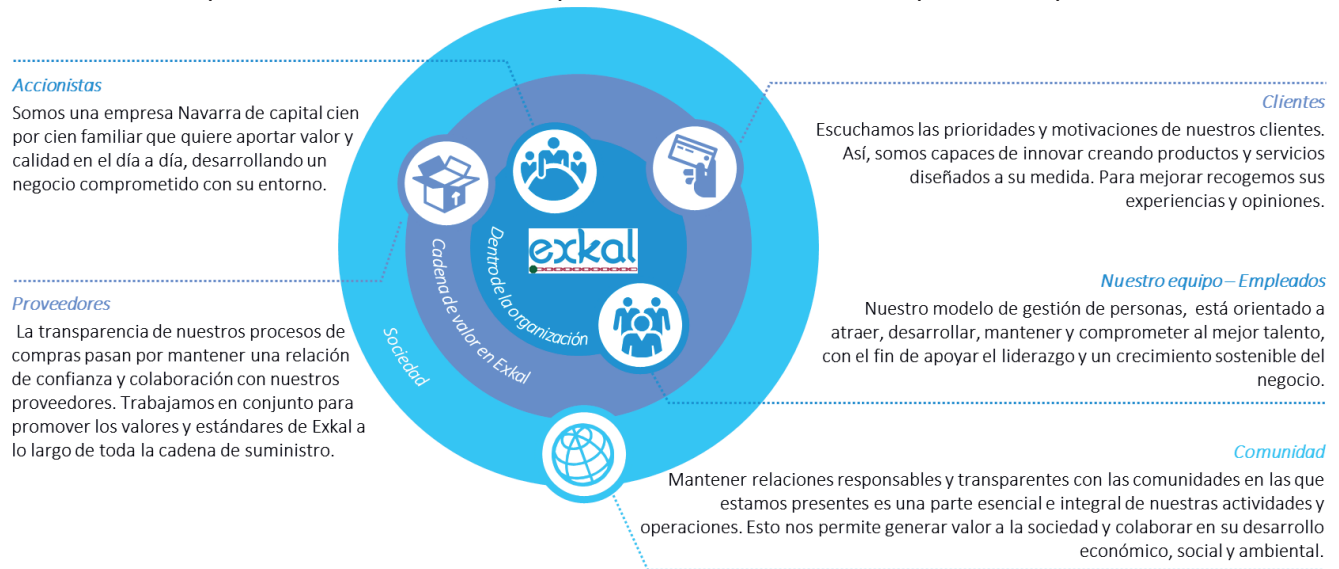 Accionistas
Somos una empresa Navarra de capital cien
por cien familiar que quiere aportar valor y
calidad en el día a día, desarrollando un
negocio comprometido con su entorno.
Proveedores
La transparencia de nuestros procesos de
compras pasan por mantener una relación
de confianza y colaboración con nuestros
proveedores. Trabajamos en conjunto para
promover los valores y estándares de Exkal a
lo largo de toda la cadena de suministro.
exkal
Dentro de la organización
Cadena de valor en Exkal
Sociedad
Clientes
Escuchamos las prioridades y motivaciones de nuestros clientes.
Así, somos capaces de innovar creando productos y servicios
diseñados a su medida. Para mejorar recogemos sus
experiencias y opiniones.
Nuestro equipo – Empleados
Nuestro modelo de gestión de personas, está orientado a
atraer, desarrollar, mantener y comprometer al mejor talento,
con el fin de apoyar el liderazgo y un crecimiento sostenible del
negocio.
Comunidad
Mantener relaciones responsables y transparentes con las comunidades en las que
estamos presentes es una parte esencial e integral de nuestras actividades y
operaciones. Esto nos permite generar valor a la sociedad y colaborar en su desarrollo
económico, social y ambiental.